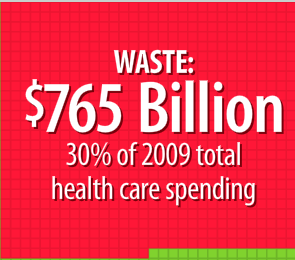 WASTE:
$765 Billion
30% of 2009 total
health care spending